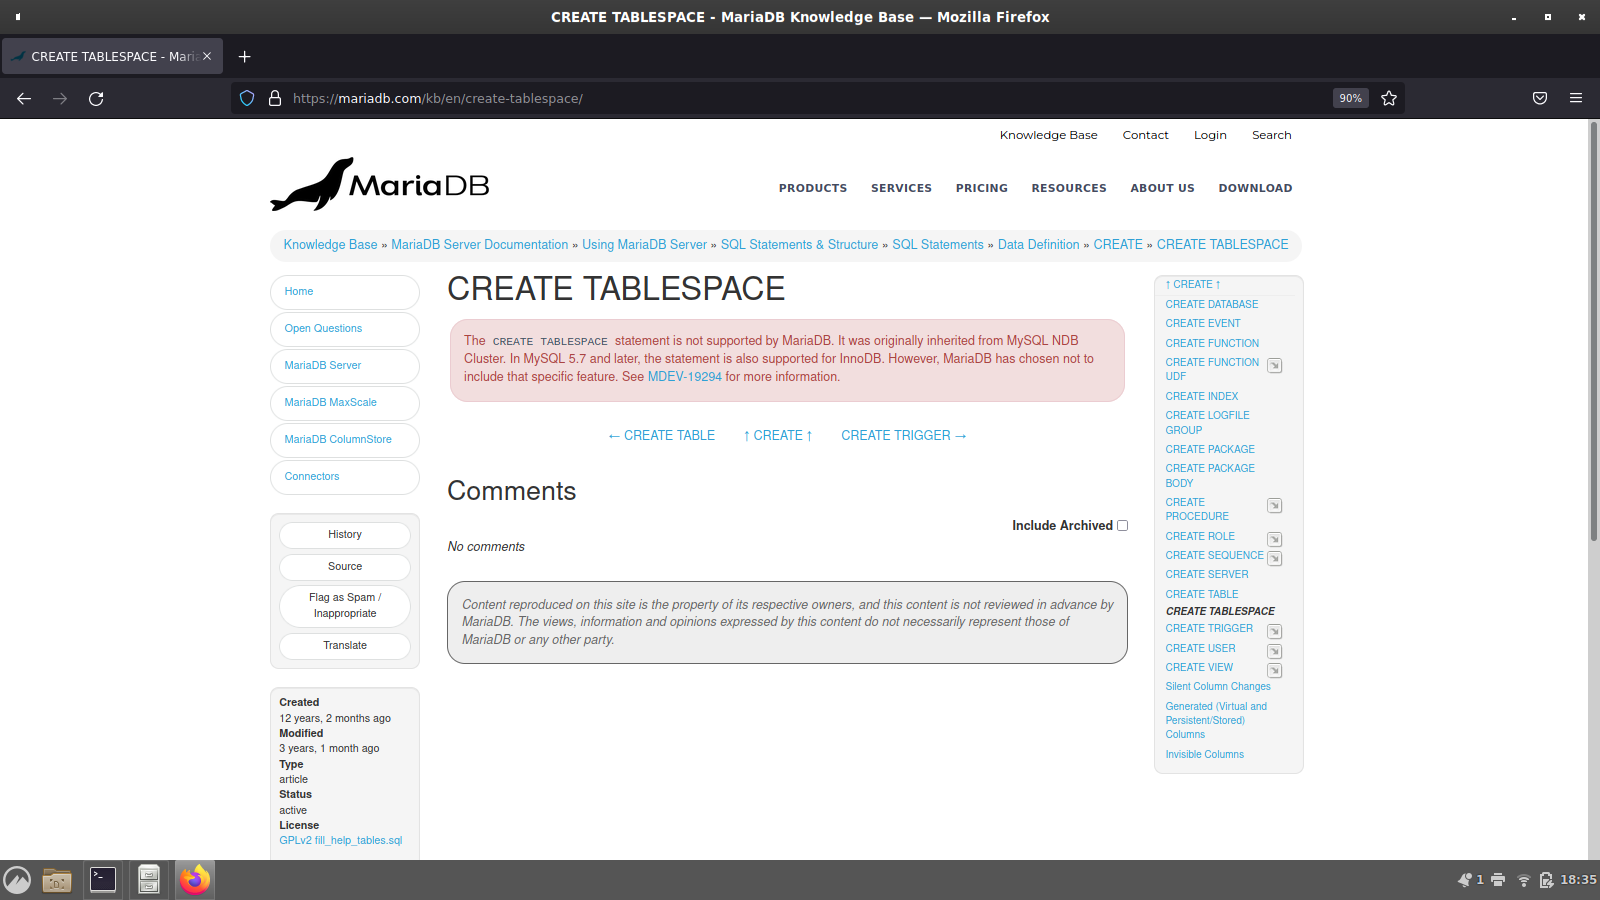 CREATE TABLESPACE - MariaDB Knowledge Base — Mozilla Firefox
CREATE TABLESPACE - Maria
https://mariadb.com/kb/en/create-tablespace/
90%
Knowledge Base Contact Login Search
MariaDB
PRODUCTS SERVICES PRICING RESOURCES ABOUT US DOWNLOAD
Knowledge Base » MariaDB Server Documentation » Using MariaDB Server » SQL Statements & Structure » SQL Statements » Data Definition » CREATE » CREATE TABLESPACE
Home
Open Questions
MariaDB Server
MariaDB MaxScale
MariaDB ColumnStore
Connectors
History
Source
Flag as Spam /
Inappropriate
Translate
Created
12 years, 2 months ago
Modified
3 years, 1 month ago
Type
article
Status
active
License
GPLv2 fill_help_tables.sql
CREATE TABLESPACE
The CREATE TABLESPACE statement is not supported by MariaDB. It was originally inherited from MySQL NDB
Cluster. In MySQL 5.7 and later, the statement is also supported for InnoDB. However, MariaDB has chosen not to
include that specific feature. See MDEV-19294 for more information.
← CREATE TABLE ↑ CREATE ↑ CREATE TRIGGER →
Comments
Include Archived
No comments
Content reproduced on this site is the property of its respective owners, and this content is not reviewed in advance by
MariaDB. The views, information and opinions expressed by this content do not necessarily represent those of
MariaDB or any other party.
↑ CREATE ↑
CREATE DATABASE
CREATE EVENT
CREATE FUNCTION
CREATE FUNCTION
UDF
CREATE INDEX
CREATE LOGFILE
GROUP
CREATE PACKAGE
CREATE PACKAGE
BODY
CREATE
PROCEDURE
CREATE ROLE
CREATE SEQUENCE
CREATE SERVER
CREATE TABLE
CREATE TABLESPACE
CREATE TRIGGER
CREATE USER
CREATE VIEW
Silent Column Changes
Generated (Virtual and
Persistent/Stored)
Columns
Invisible Columns
1
18:35